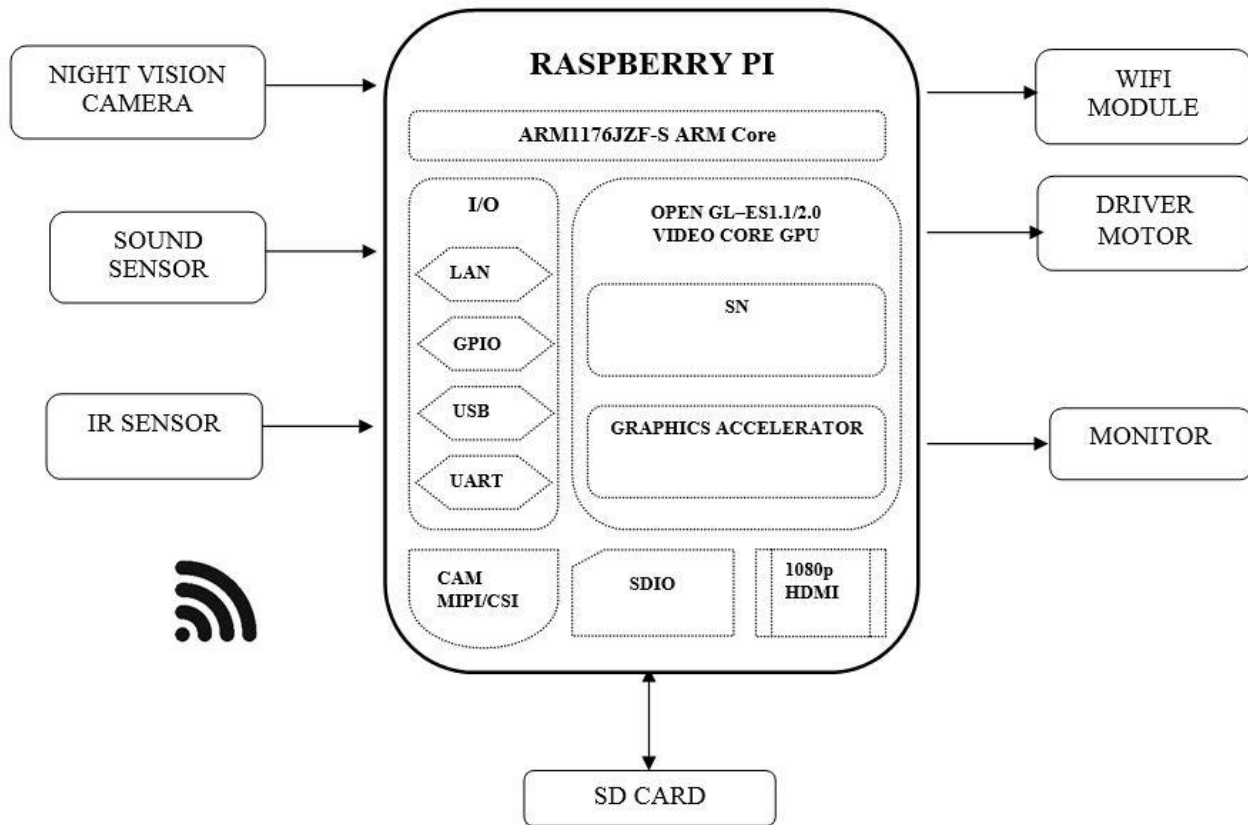 NIGHT VISION
CAMERA
SOUND
SENSOR
IR SENSOR
RASPBERRY PI
ARM1176JZF-S ARM Core
I/O
LAN
GPIO
USB
UART
OPEN GL–ES1.1/2.0
VIDEO CORE GPU
SN
GRAPHICS ACCELERATOR
CAM
MIPI/CSI
SDIO
1080p
HDMI
WIFI
MODULE
DRIVER
MOTOR
MONITOR
SD CARD